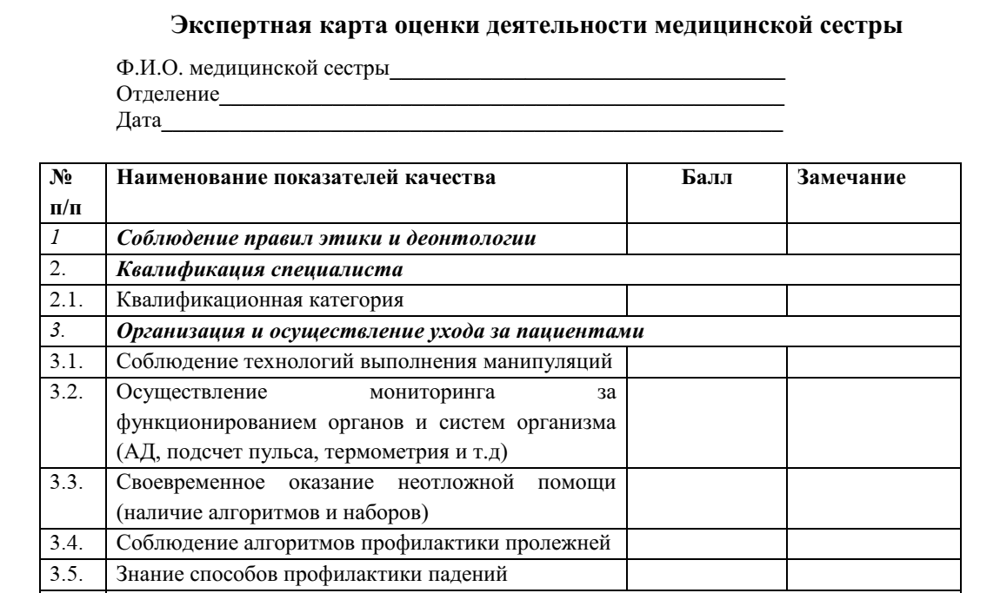 Экспертная карта оценки деятельности медицинской сестры
Ф.И.О. медицинской сестры
Отделение
Дата
№ Наименование показателей качества Балл Замечание
п/п
1 Соблюдение правил этики и деонтологии
2. Квалификация специалиста
2.1. Квалификационная категория
3. Организация и осуществление ухода за пациентами
3.1. Соблюдение технологий выполнения манипуляций
3.2. Осуществление мониторинга за
функционированием органов и систем организма
(АД, подсчет пульса, термометрия и т.д)
3.3. Своевременное оказание неотложной помощи
(наличие алгоритмов и наборов)
3.4. Соблюдение алгоритмов профилактики пролежней
3.5. Знание способов профилактики падений